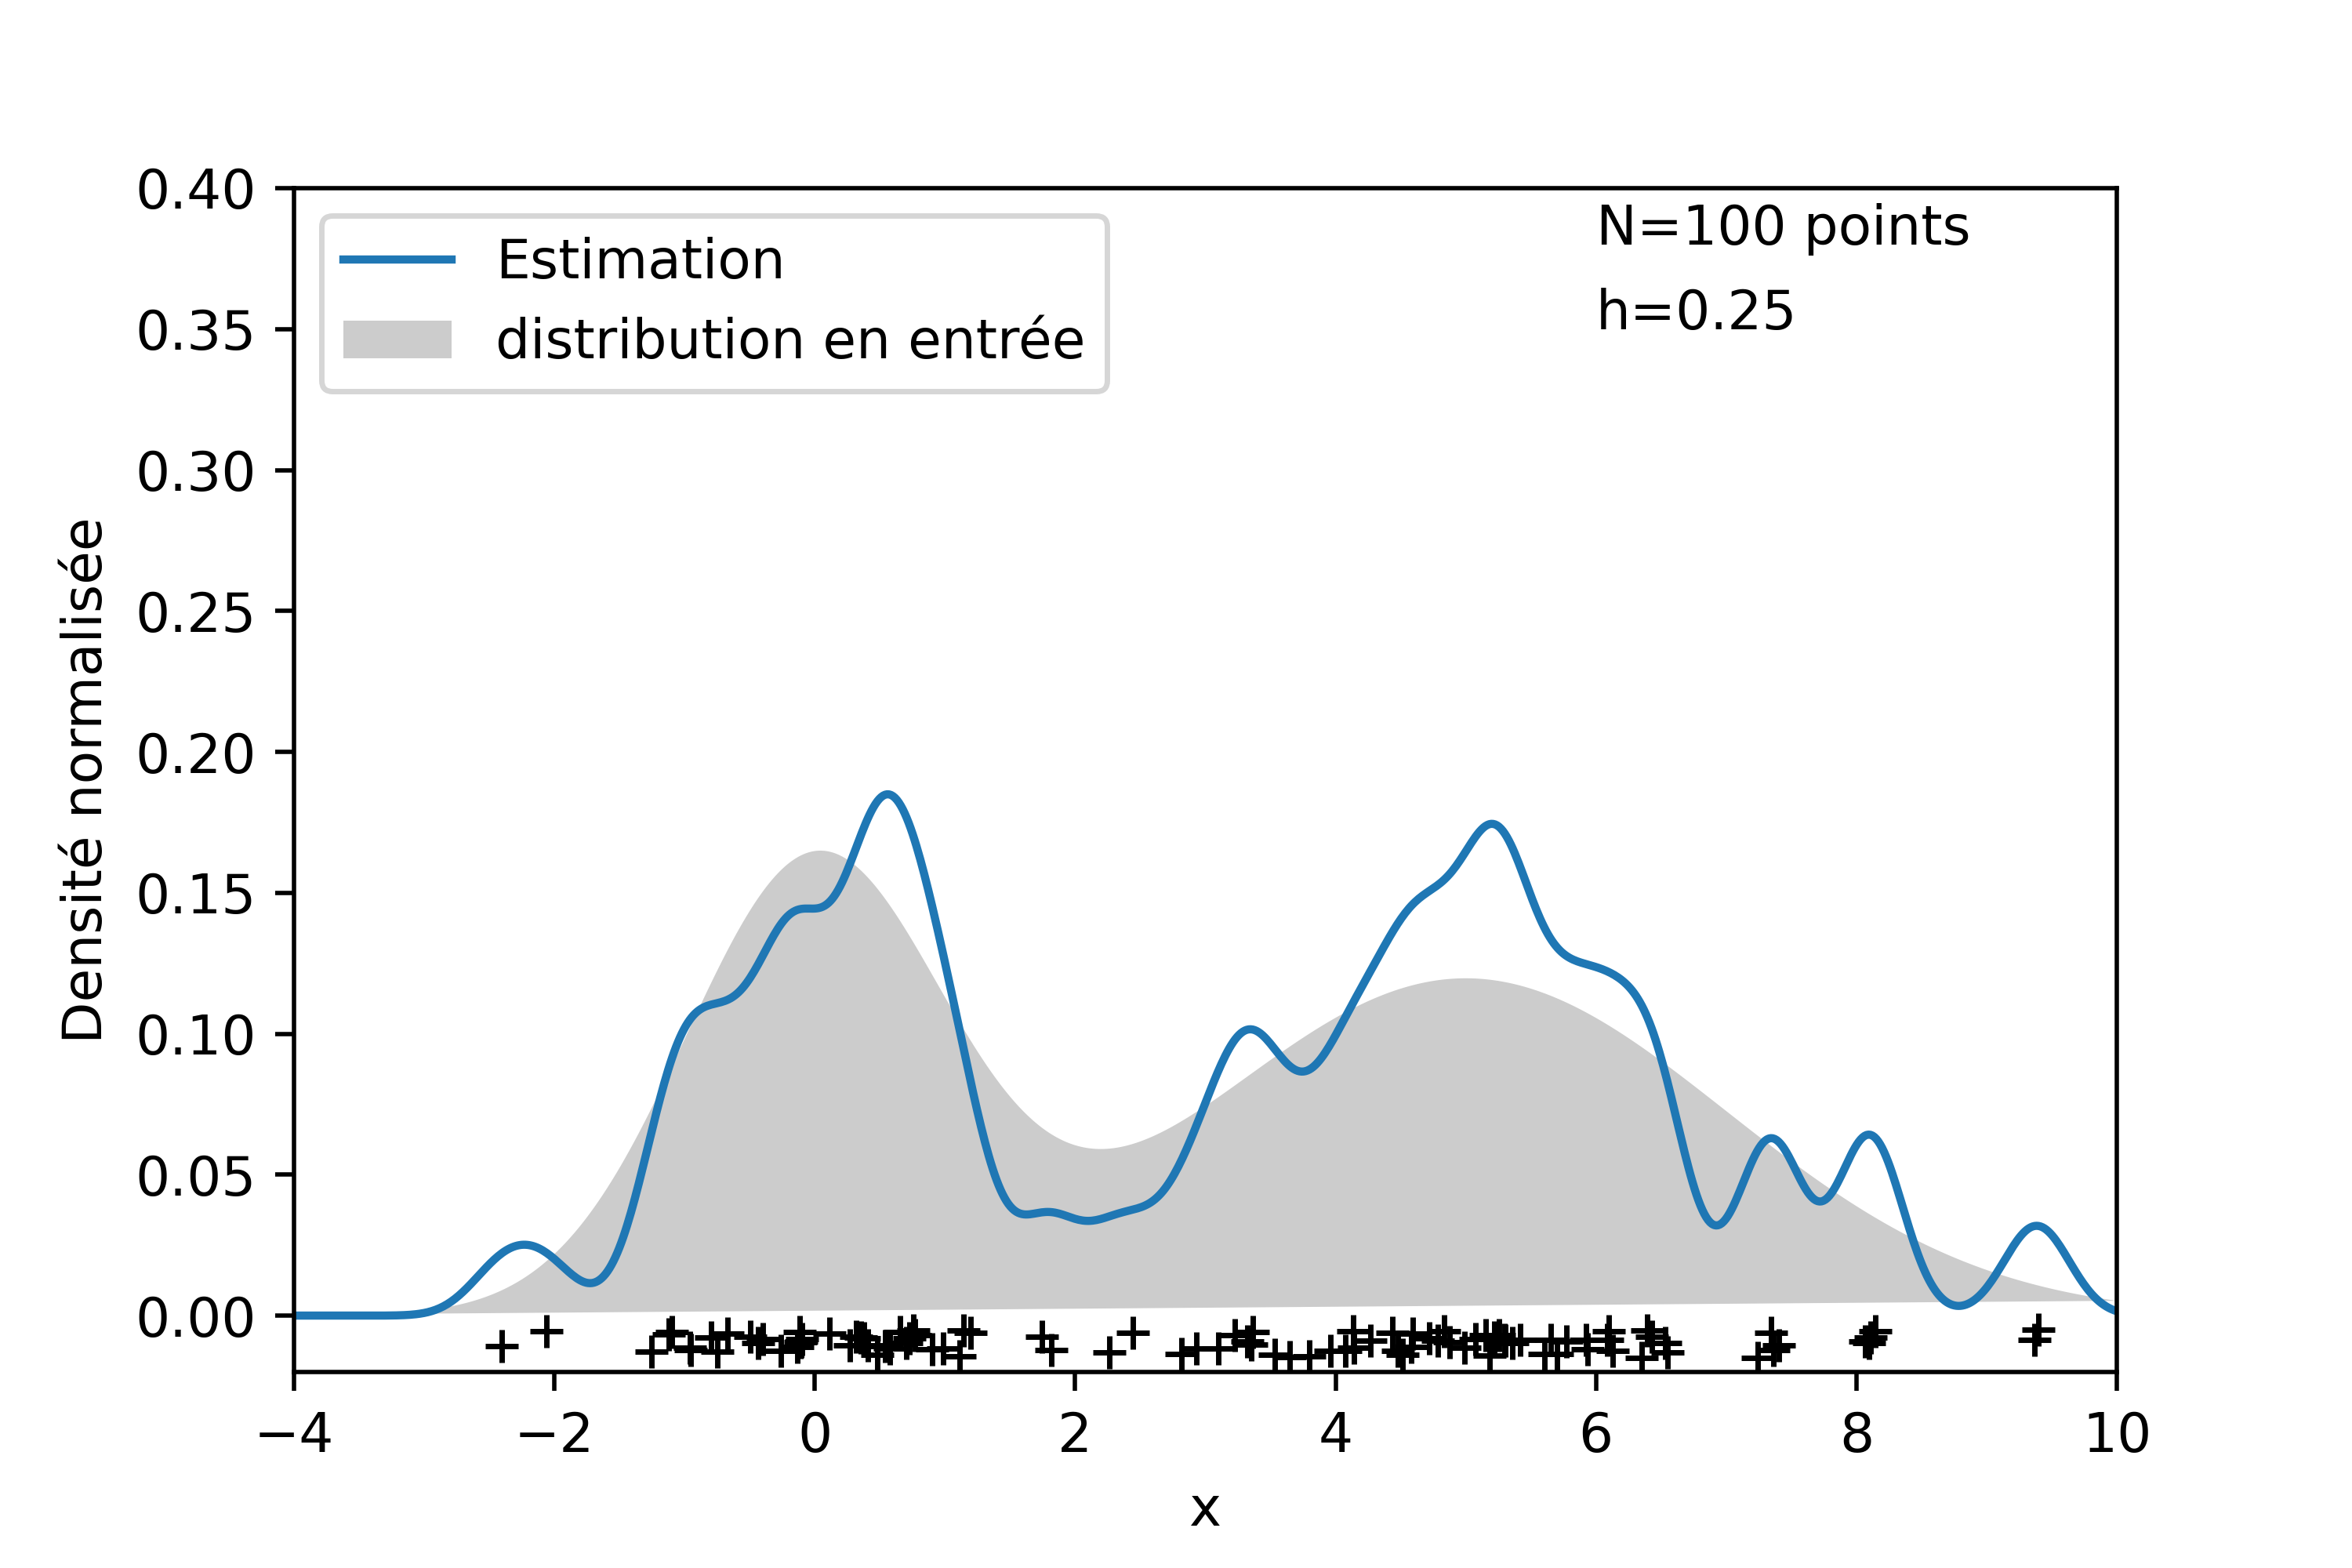 Estimation
distribution en entrée
N=100 points
h=0.25
Densité normalisée
0.40
0.35
0.30
0.25
0.20
0.15
0.10
0.05
0.00
−4 −2 0 2 4 6 8 10
x